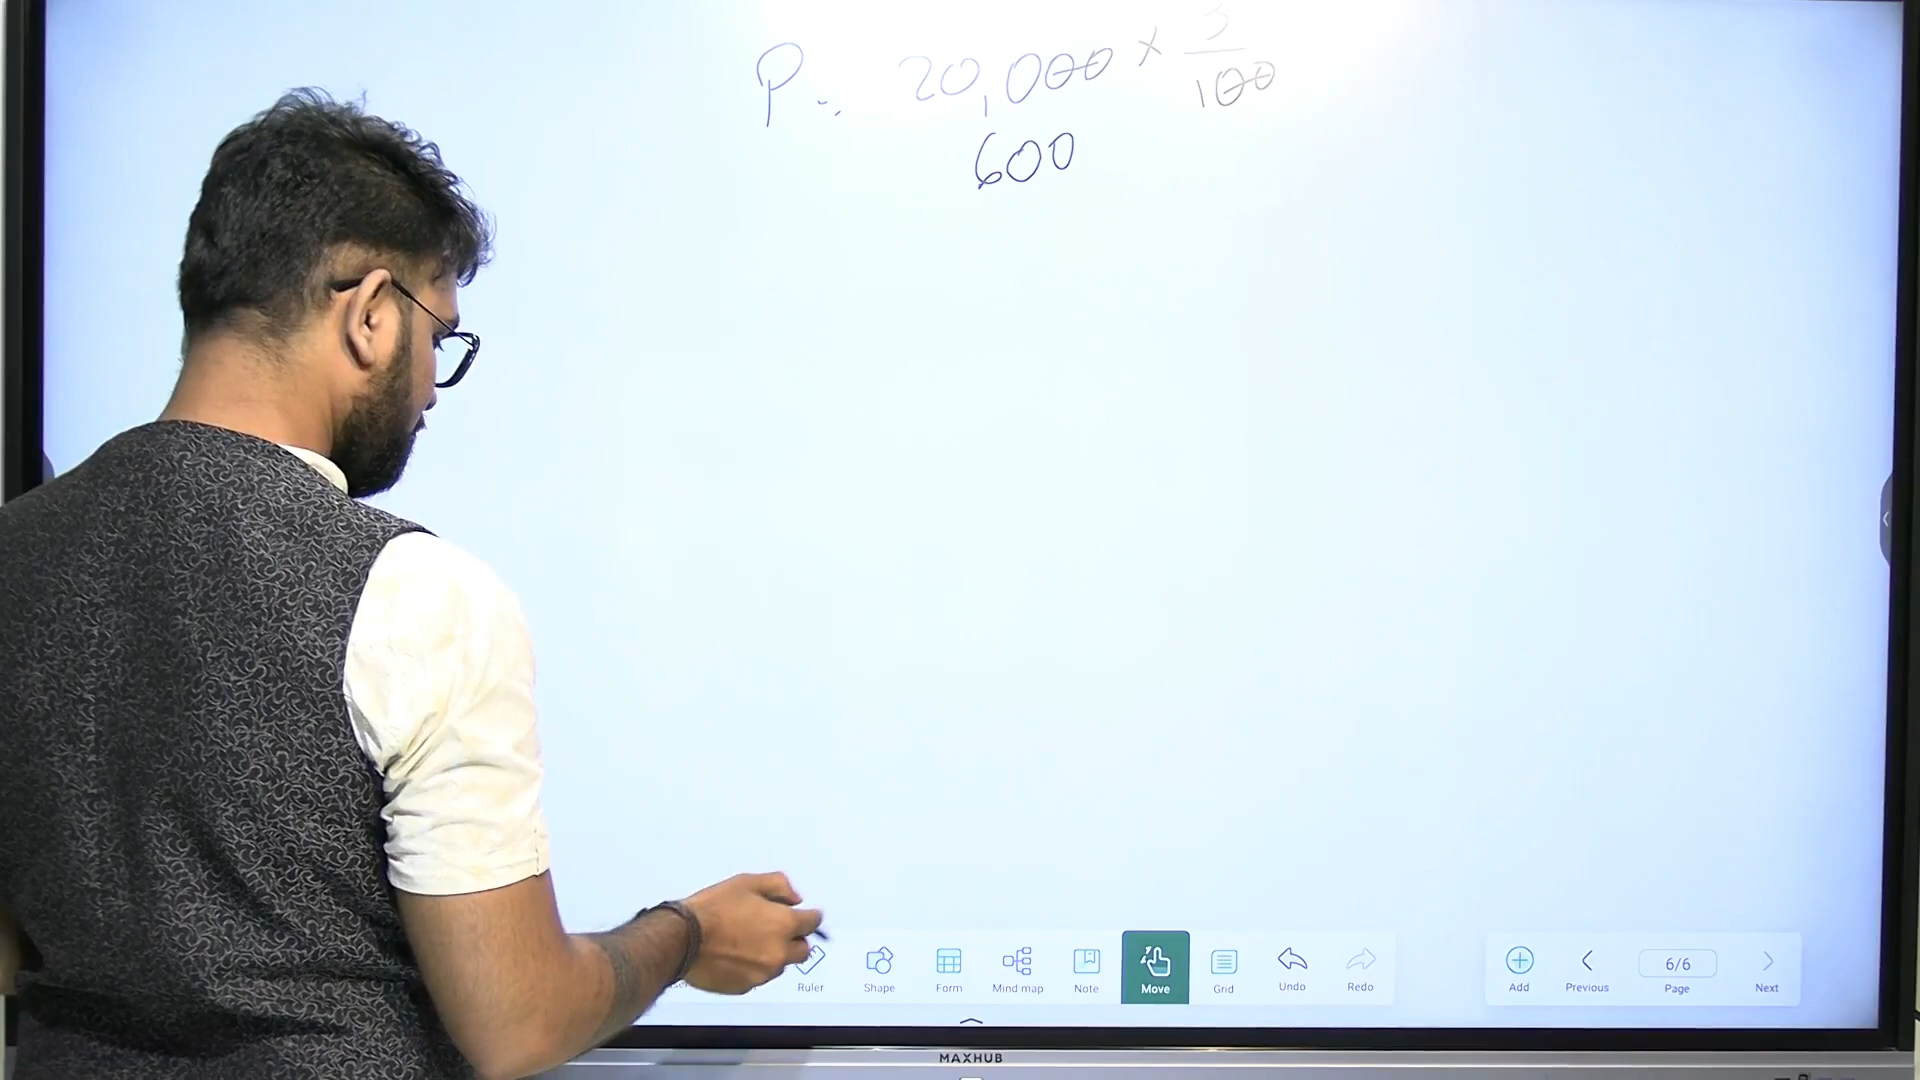 P:. 20,000 × 3/100
600
Ruler Shape Form Mind map Note Move Grid Undo Redo
Add Previous 6/6 Page Next
MAXHUB